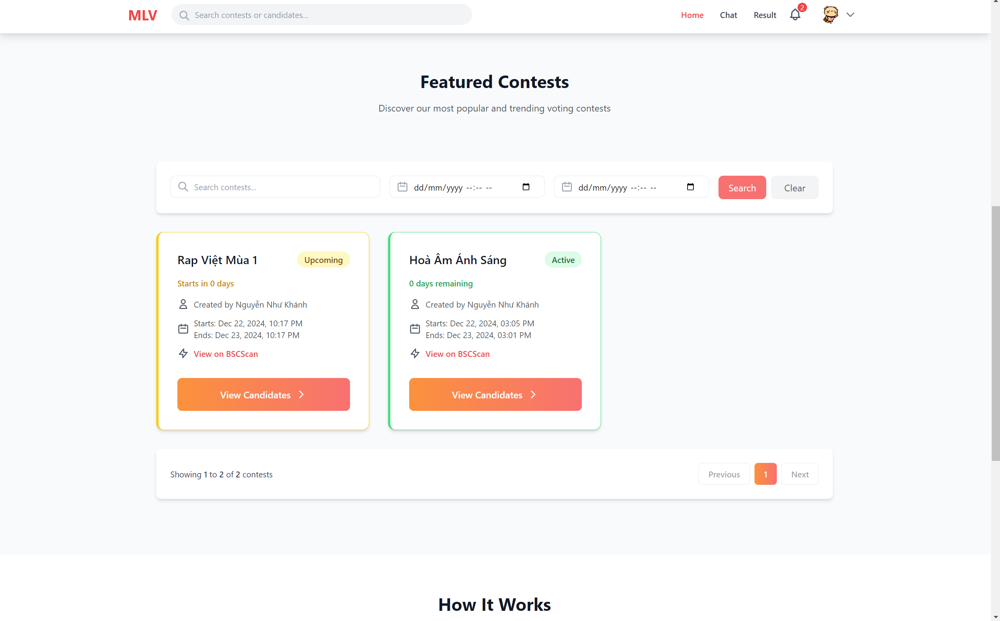 MLV
Search contests or candidates...
Home
Chat
Result
2
Featured Contests
Discover our most popular and trending voting contests
Search contests...
dd/mm/yyyy --:-- --
dd/mm/yyyy --:-- --
Search
Clear
Rap Việt Mùa 1
Upcoming
Starts in 0 days
Created by Nguyễn Như Khánh
Starts: Dec 22, 2024, 10:17 PM
Ends: Dec 23, 2024, 10:17 PM
View on BSCScan
View Candidates
Hoà Âm Ánh Sáng
Active
0 days remaining
Created by Nguyễn Như Khánh
Starts: Dec 22, 2024, 03:05 PM
Ends: Dec 23, 2024, 03:01 PM
View on BSCScan
View Candidates
Showing 1 to 2 of 2 contests
Previous
1
Next
How It Works